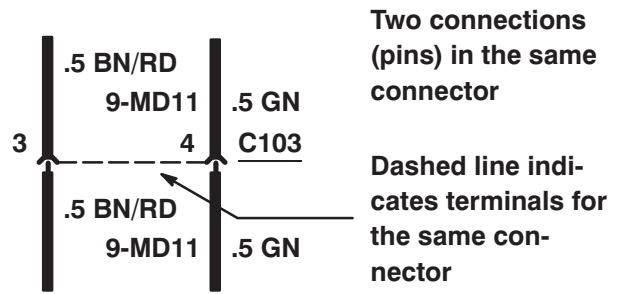 Two connections
(pins) in the same
connector
.5 BN/RD
9-MD11 .5 GN
3 4 C103
Dashed line indi-
cates terminals for
the same con-
nector
.5 BN/RD
9-MD11 .5 GN